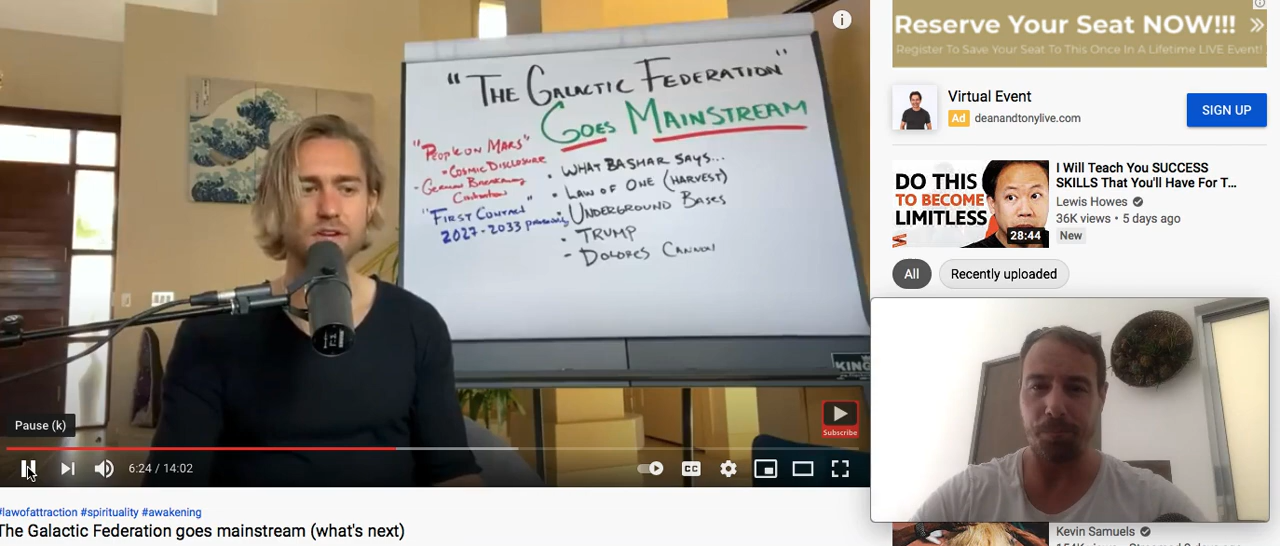 "THE GALACTIC FEDERATION"
GOES MAINSTREAM
"PEOPLE ON MARS"
• COSMIC DISCLOSURE
- GERMAN BREAKAWAY
"FIRST CONTACT"
2027-2033
• WHAT BASHAR SAYS...
• LAW OF ONE (HARVEST)
• UNDERGROUND BASES
• TRUMP
- DOLORES CANNON
KING
Subscribe
Pause (k)
6:24 / 14:02
CC
#lawofattraction #spirituality #awakening
The Galactic Federation goes mainstream (what's next)
Reserve Your Seat NOW!!!
Register To Save Your Seat To This Once In A Lifetime LIVE Event!
Virtual Event
Ad deanandtonylive.com
SIGN UP
DO THIS
TO BECOME
LIMITLESS
28:44
I Will Teach You SUCCESS
SKILLS That You'll Have For T...
Lewis Howes
36K views • 5 days ago
New
All
Recently uploaded
Kevin Samuels